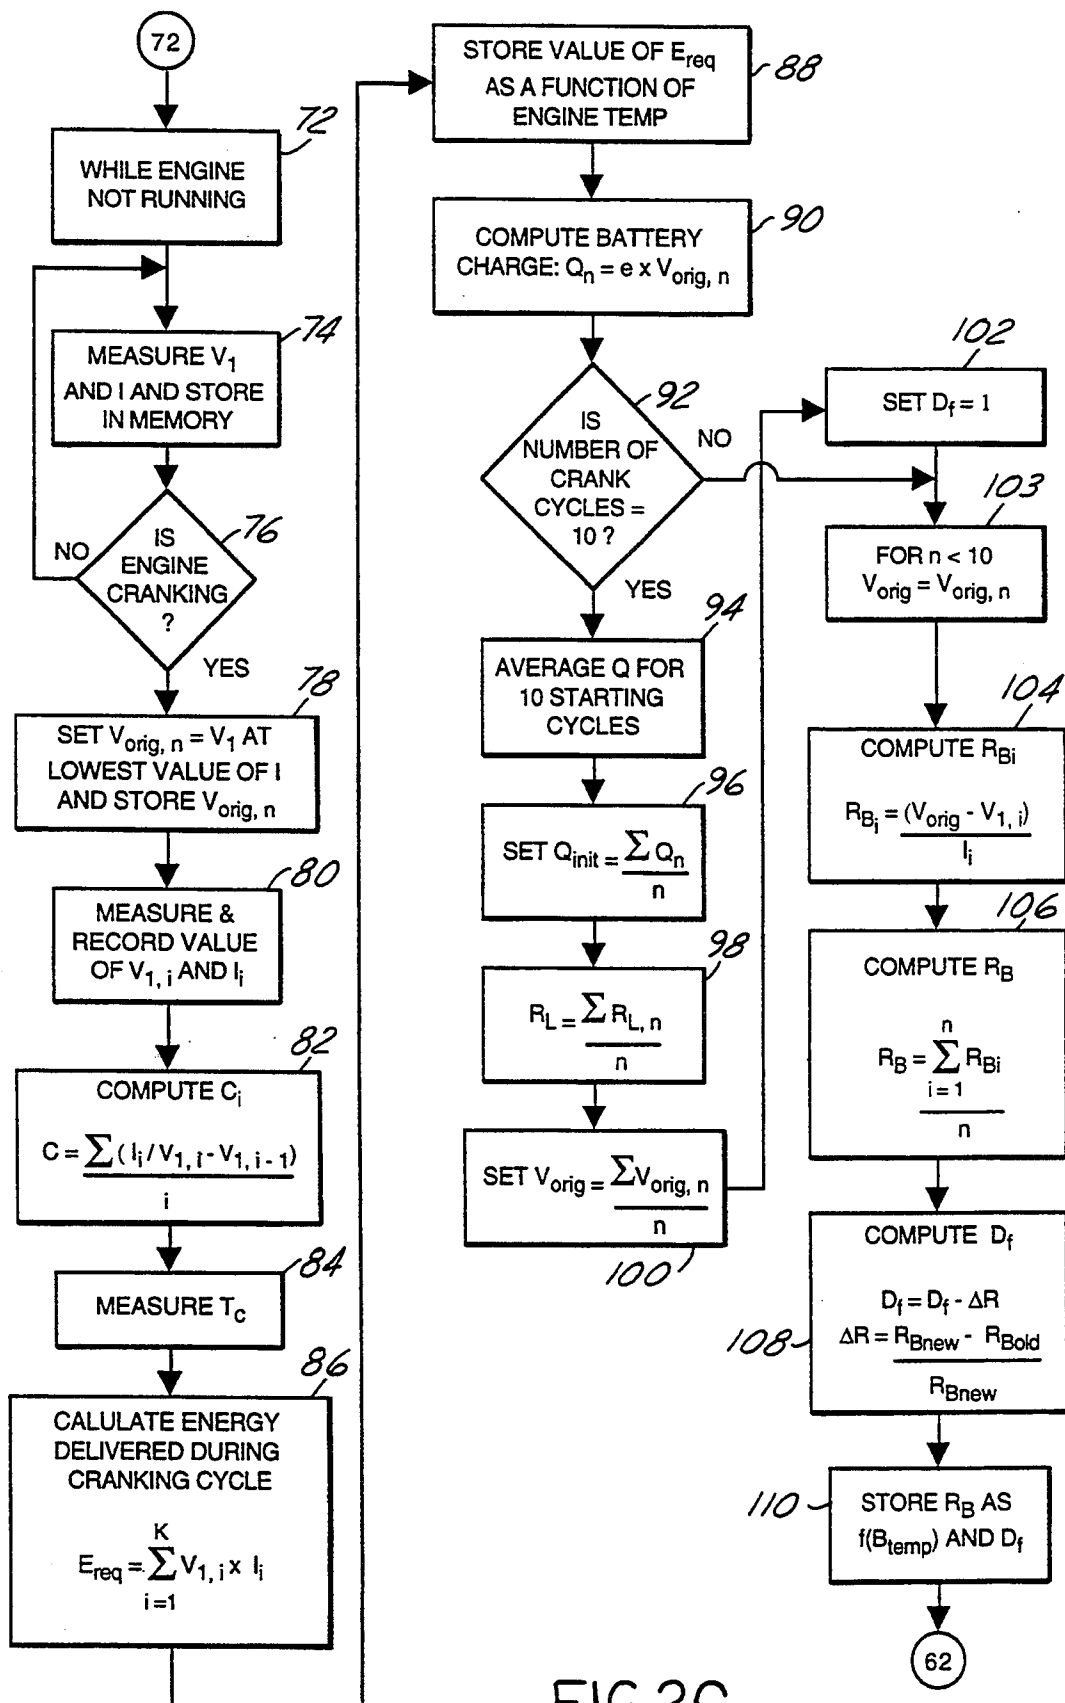 72
72
WHILE ENGINE
NOT RUNNING
74
MEASURE V1
AND I AND STORE
IN MEMORY
76
IS
ENGINE
CRANKING
?
NO
YES
78
SET Vorig, n = V1 AT
LOWEST VALUE OF I
AND STORE Vorig, n
80
MEASURE &
RECORD VALUE
OF V1, i AND Ii
82
COMPUTE Ci
C = Σ (Ii / V1, i - V1, i - 1)
i
84
MEASURE Tc
86
CALULATE ENERGY
DELIVERED DURING
CRANKING CYCLE
K
Ereq = Σ V1, i x Ii
i=1
88
STORE VALUE OF Ereq
AS A FUNCTION OF
ENGINE TEMP
90
COMPUTE BATTERY
CHARGE: Qn = e x Vorig, n
92
IS
NUMBER OF
CRANK
CYCLES =
10 ?
NO
YES
94
AVERAGE Q FOR
10 STARTING
CYCLES
96
SET Qinit = Σ Qn
n
98
RL = Σ RL, n
n
SET Vorig = ΣVorig, n
n
100
102
SET Df = 1
103
FOR n < 10
Vorig = Vorig, n
104
COMPUTE RBi
RBi = (Vorig - V1, i)
Ii
106
COMPUTE RB
n
RB = Σ RBi
i=1
n
108
COMPUTE Df
Df = Df - ΔR
ΔR = RBnew - RBold
RBnew
110
STORE RB AS
f(Btemp) AND Df
62
FIG.2C